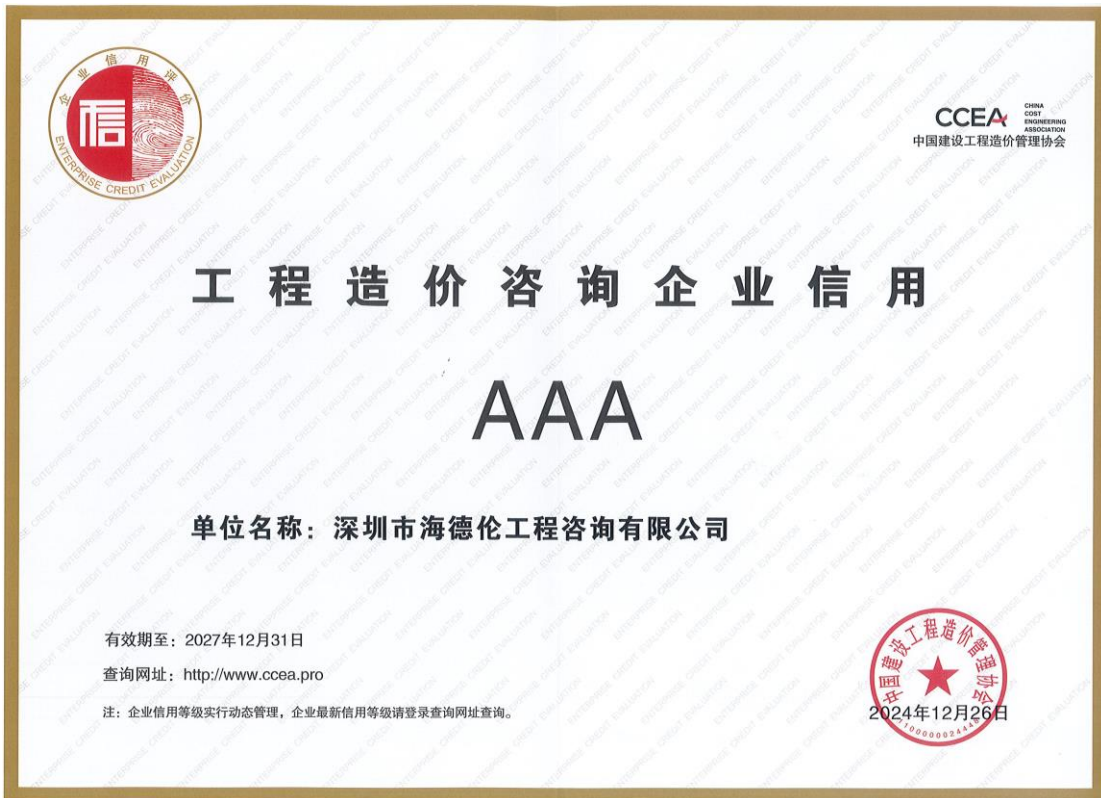 企业信用评价
信
ENTERPRISE CREDIT EVALUATION
CCEA
CHINA
COST
ENGINEERING
ASSOCIATION
中国建设工程造价管理协会
工程造价咨询企业信用
AAA
单位名称：深圳市海德伦工程咨询有限公司
有效期至：2027年12月31日
查询网址：http://www.ccea.pro
注：企业信用等级实行动态管理，企业最新信用等级请登录查询网址查询。
中国建设工程造价管理协会
2024年12月26日